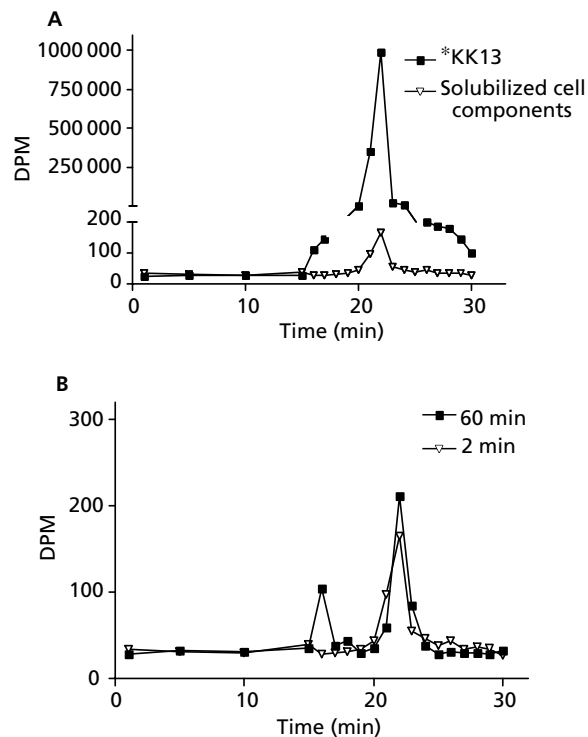 A
*KK13
Solubilized cell
components
DPM
1000 000
750 000
500 000
250 000
200
100
0
0 10 20 30
Time (min)
B
60 min
2 min
DPM
300
200
100
0
0 10 20 30
Time (min)